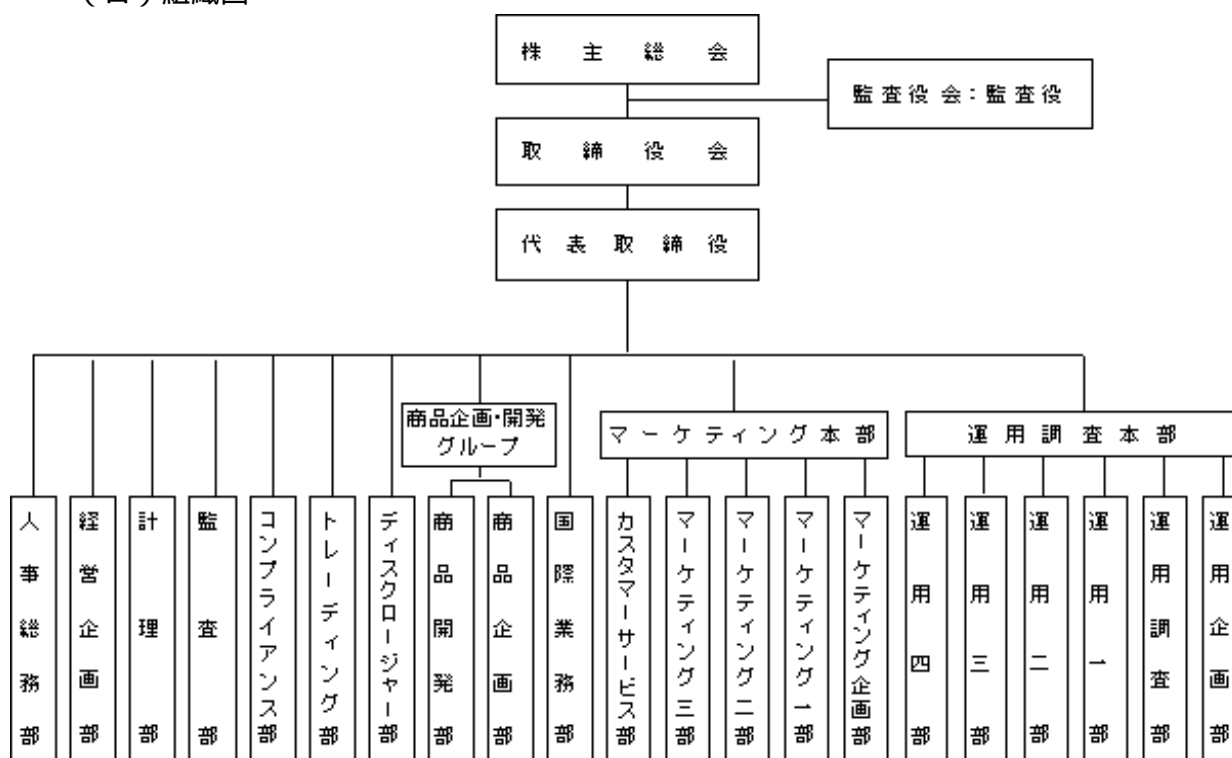 (ロ)組織図
株主総会
監査役会:監査役
取締役会
代表取締役
商品企画・開発
グループ
マーケティング本部
運用調査本部
人事総務部
経営企画部
計理部
監査部
コンプライアンス部
トレーディング部
ディスクロージャー部
商品開発部
商品企画部
国際業務部
カスタマーサービス部
マーケティング三部
マーケティング二部
マーケティング一部
マーケティング企画部
運用四部
運用三部
運用二部
運用一部
運用調査部
運用企画部